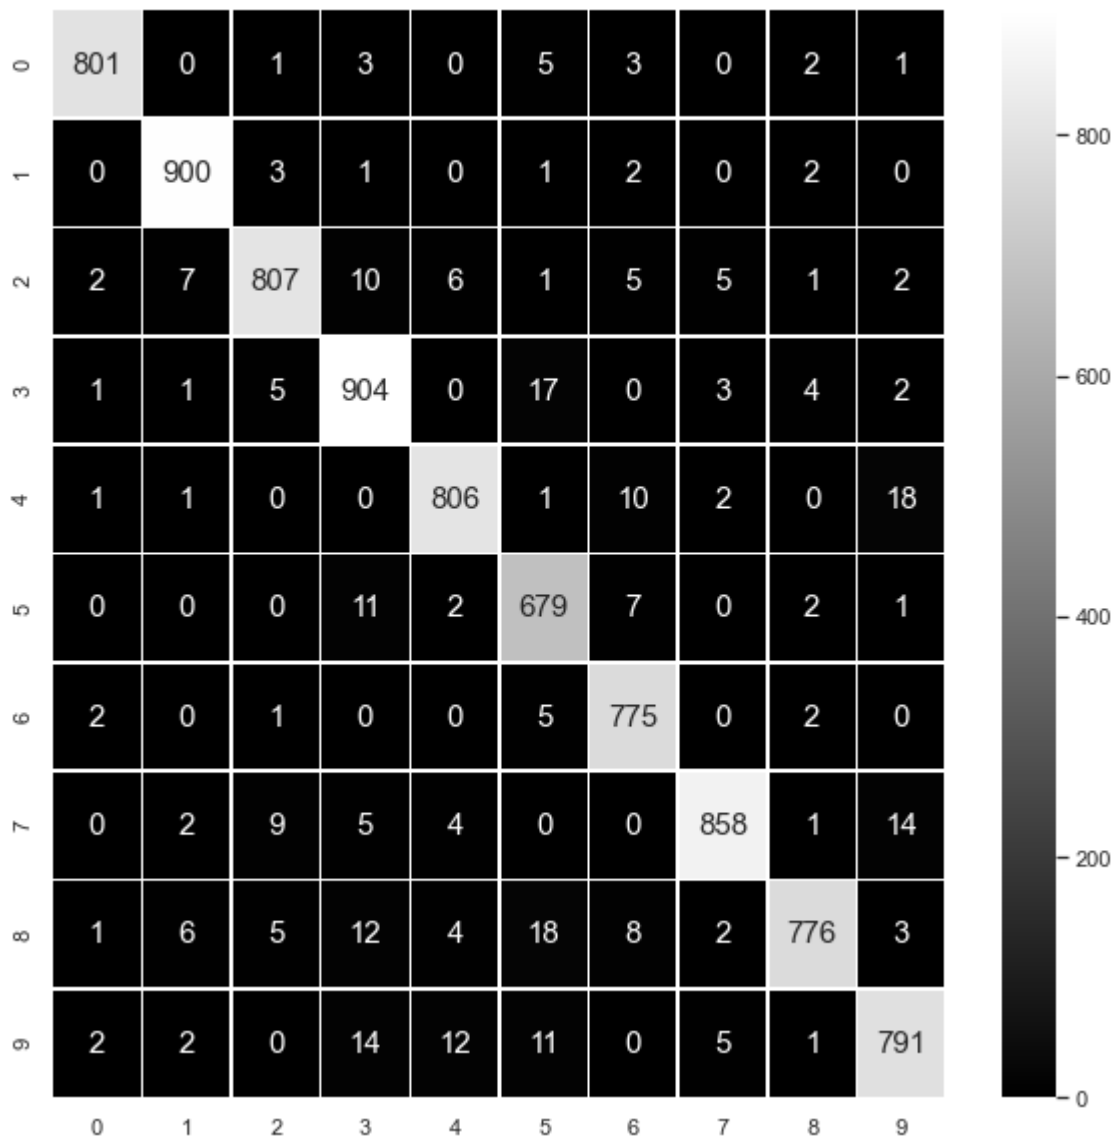 0 801 0 1 3 0 5 3 0 2 1
1 0 900 3 1 0 1 2 0 2 0
2 2 7 807 10 6 1 5 5 1 2
3 1 1 5 904 0 17 0 3 4 2
4 1 1 0 0 806 1 10 2 0 18
5 0 0 0 11 2 679 7 0 2 1
6 2 0 1 0 0 5 775 0 2 0
7 0 2 9 5 4 0 0 858 1 14
8 1 6 5 12 4 18 8 2 776 3
9 2 2 0 14 12 11 0 5 1 791
0 1 2 3 4 5 6 7 8 9
800
600
400
200
0